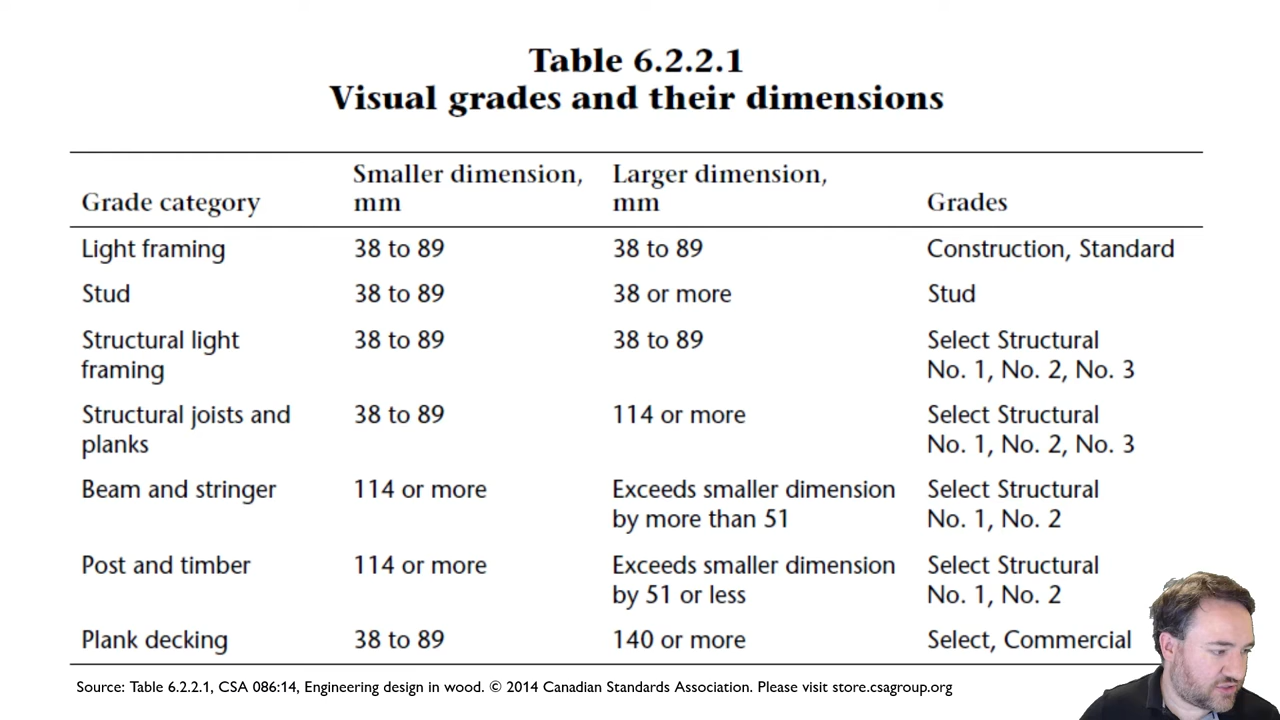 Table 6.2.2.1
Visual grades and their dimensions
Grade category Smaller dimension, mm Larger dimension, mm Grades
Light framing 38 to 89 38 to 89 Construction, Standard
Stud 38 to 89 38 or more Stud
Structural light framing 38 to 89 38 to 89 Select Structural No. 1, No. 2, No. 3
Structural joists and planks 38 to 89 114 or more Select Structural No. 1, No. 2, No. 3
Beam and stringer 114 or more Exceeds smaller dimension by more than 51 Select Structural No. 1, No. 2
Post and timber 114 or more Exceeds smaller dimension by 51 or less Select Structural No. 1, No. 2
Plank decking 38 to 89 140 or more Select, Commercial
Source: Table 6.2.2.1, CSA 086:14, Engineering design in wood. © 2014 Canadian Standards Association. Please visit store.csagroup.org